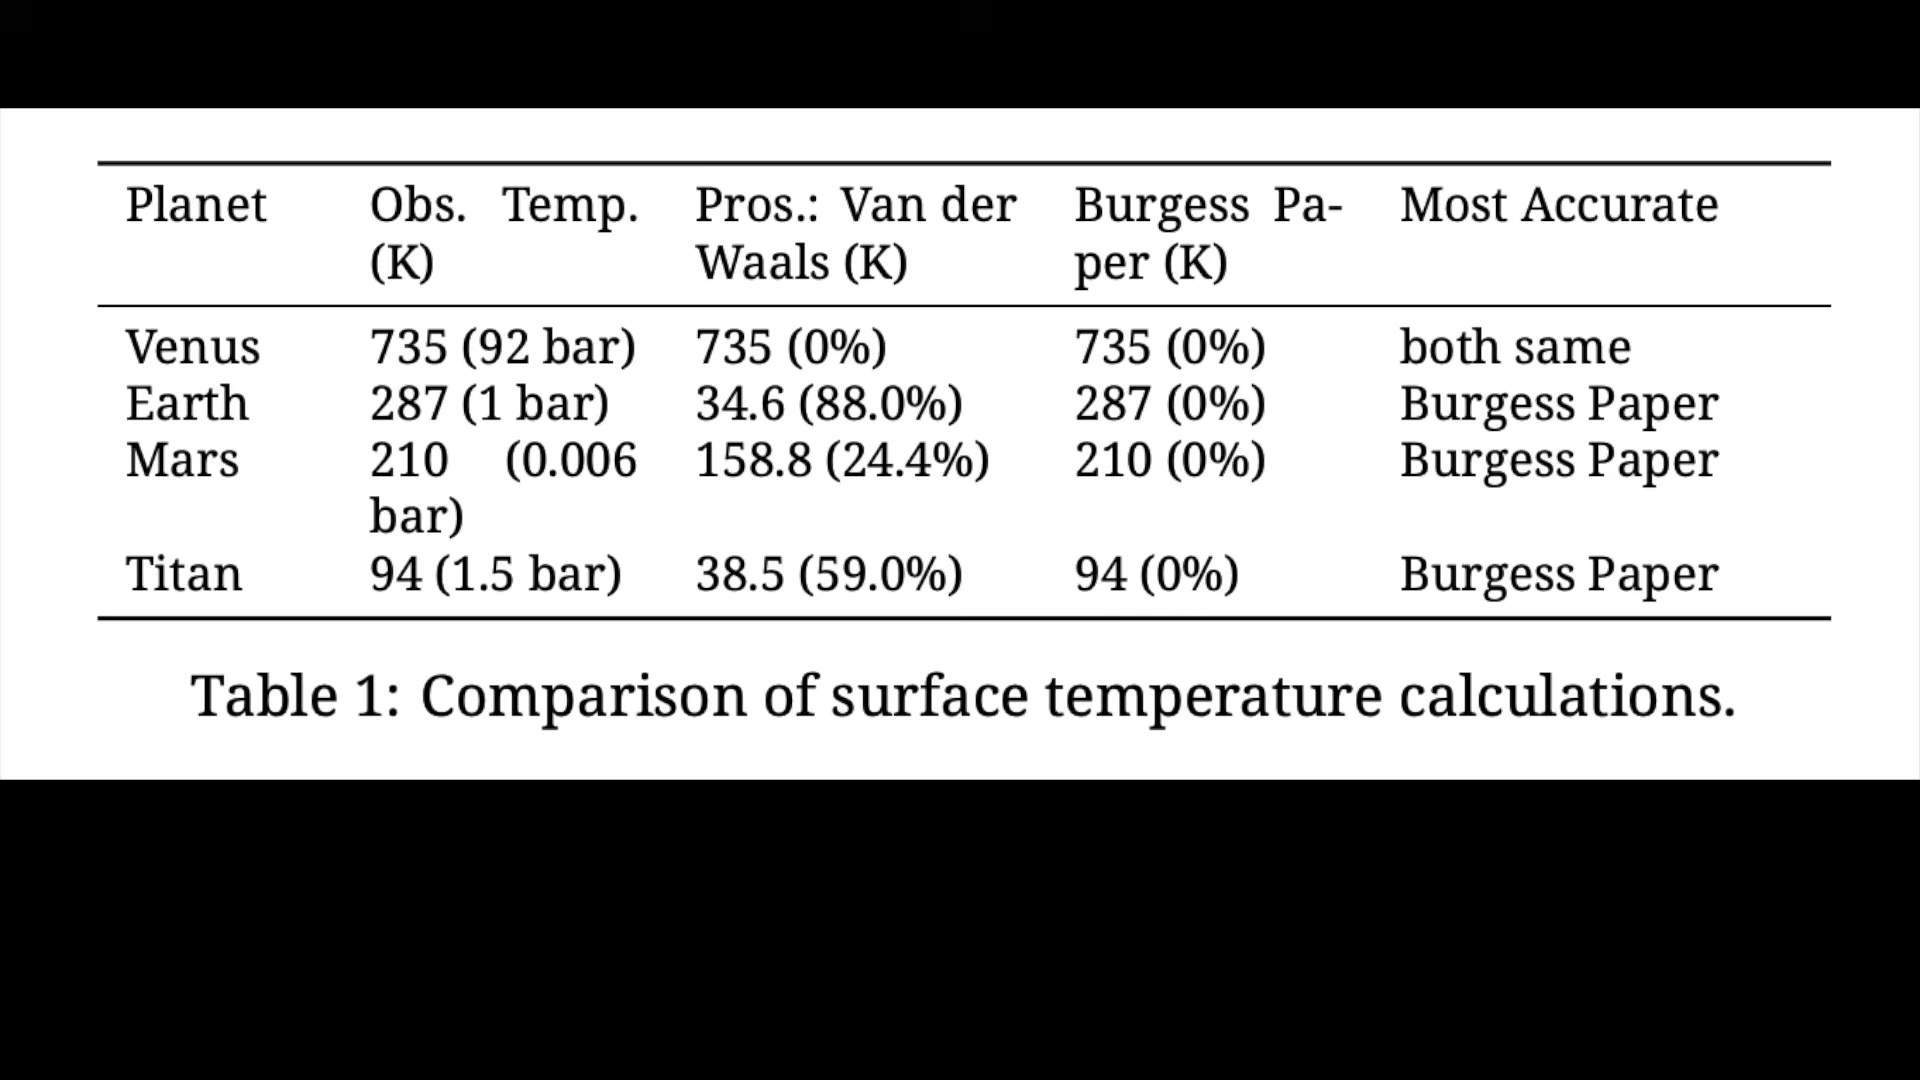 Planet Obs. Temp. (K) Pros.: Van der Waals (K) Burgess Pa-per (K) Most Accurate
Venus 735 (92 bar) 735 (0%) 735 (0%) both same
Earth 287 (1 bar) 34.6 (88.0%) 287 (0%) Burgess Paper
Mars 210 (0.006 bar) 158.8 (24.4%) 210 (0%) Burgess Paper
Titan 94 (1.5 bar) 38.5 (59.0%) 94 (0%) Burgess Paper
Table 1: Comparison of surface temperature calculations.